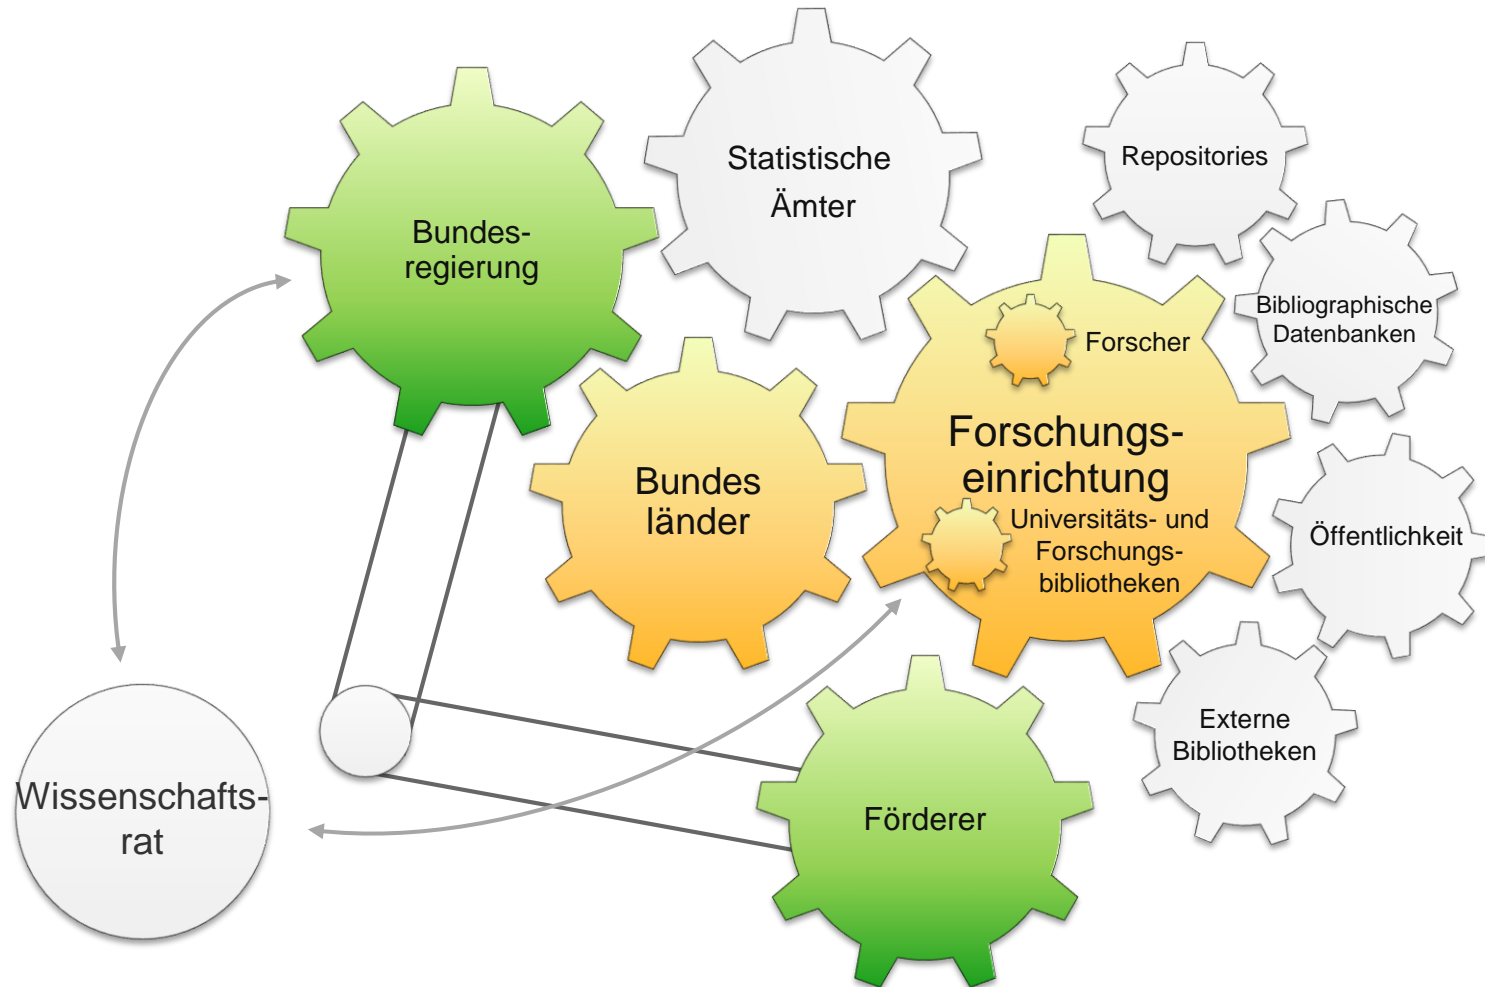 Statistische
Ämter
Repositories
Bundes-
regierung
Bibliographische
Datenbanken
Forscher
Forschungs-
einrichtung
Universitäts- und
Forschungs-
bibliotheken
Bundes
länder
Öffentlichkeit
Externe
Bibliotheken
Wissenschafts-
rat
Förderer